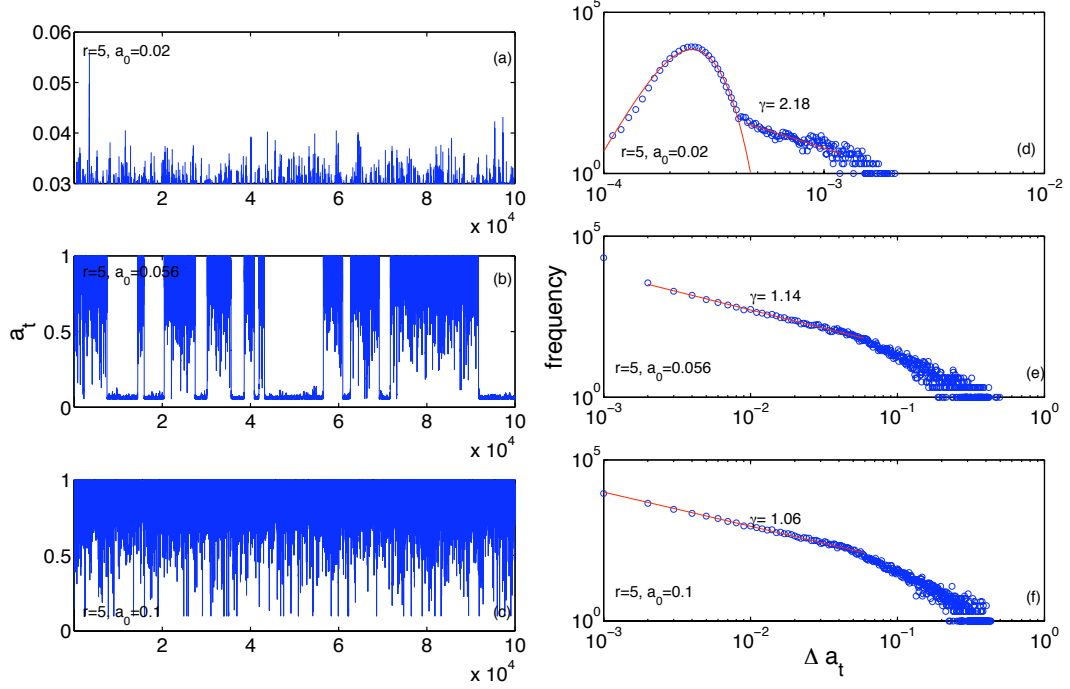 0.06
r=5, a0=0.02
(a)
0.05
0.04
0.03
2 4 6 8 10
x 10^4
1
r=5, a0=0.056
(b)
0.5
0
a_t
2 4 6 8 10
x 10^4
1
0.5
r=5, a0=0.1
(c)
0
2 4 6 8 10
x 10^4
10^5
γ= 2.18
r=5, a0=0.02
(d)
10^0
10^-4 10^-3 10^-2
10^5
γ= 1.14
r=5, a0=0.056
(e)
10^0
10^-3 10^-2 10^-1 10^0
frequency
10^5
γ= 1.06
r=5, a0=0.1
(f)
10^0
10^-3 10^-2 10^-1 10^0
Δ a_t